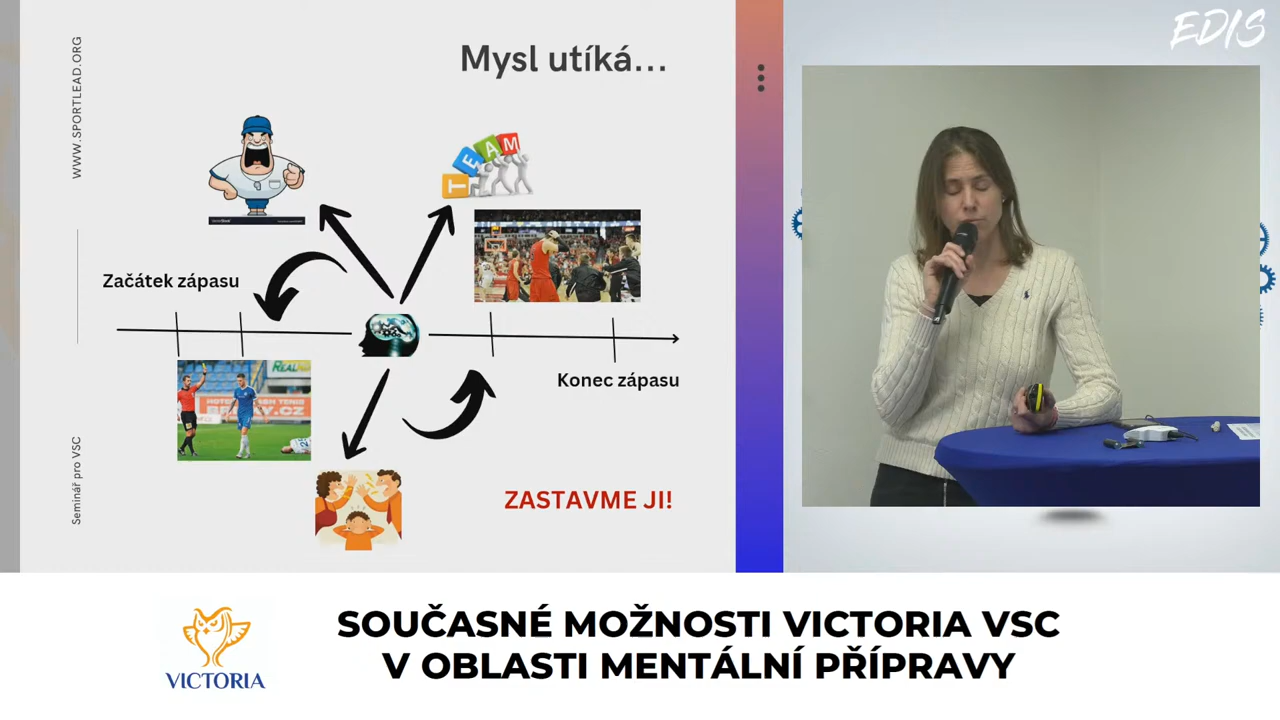 WWW.SPORTLEAD.ORG
Mysl utíká...
EDIS
TEAM
Začátek zápasu
Konec zápasu
Seminář pro VSC
ZASTAVME JI!
VICTORIA
SOUČASNÉ MOŽNOSTI VICTORIA VSC
V OBLASTI MENTÁLNÍ PŘÍPRAVY